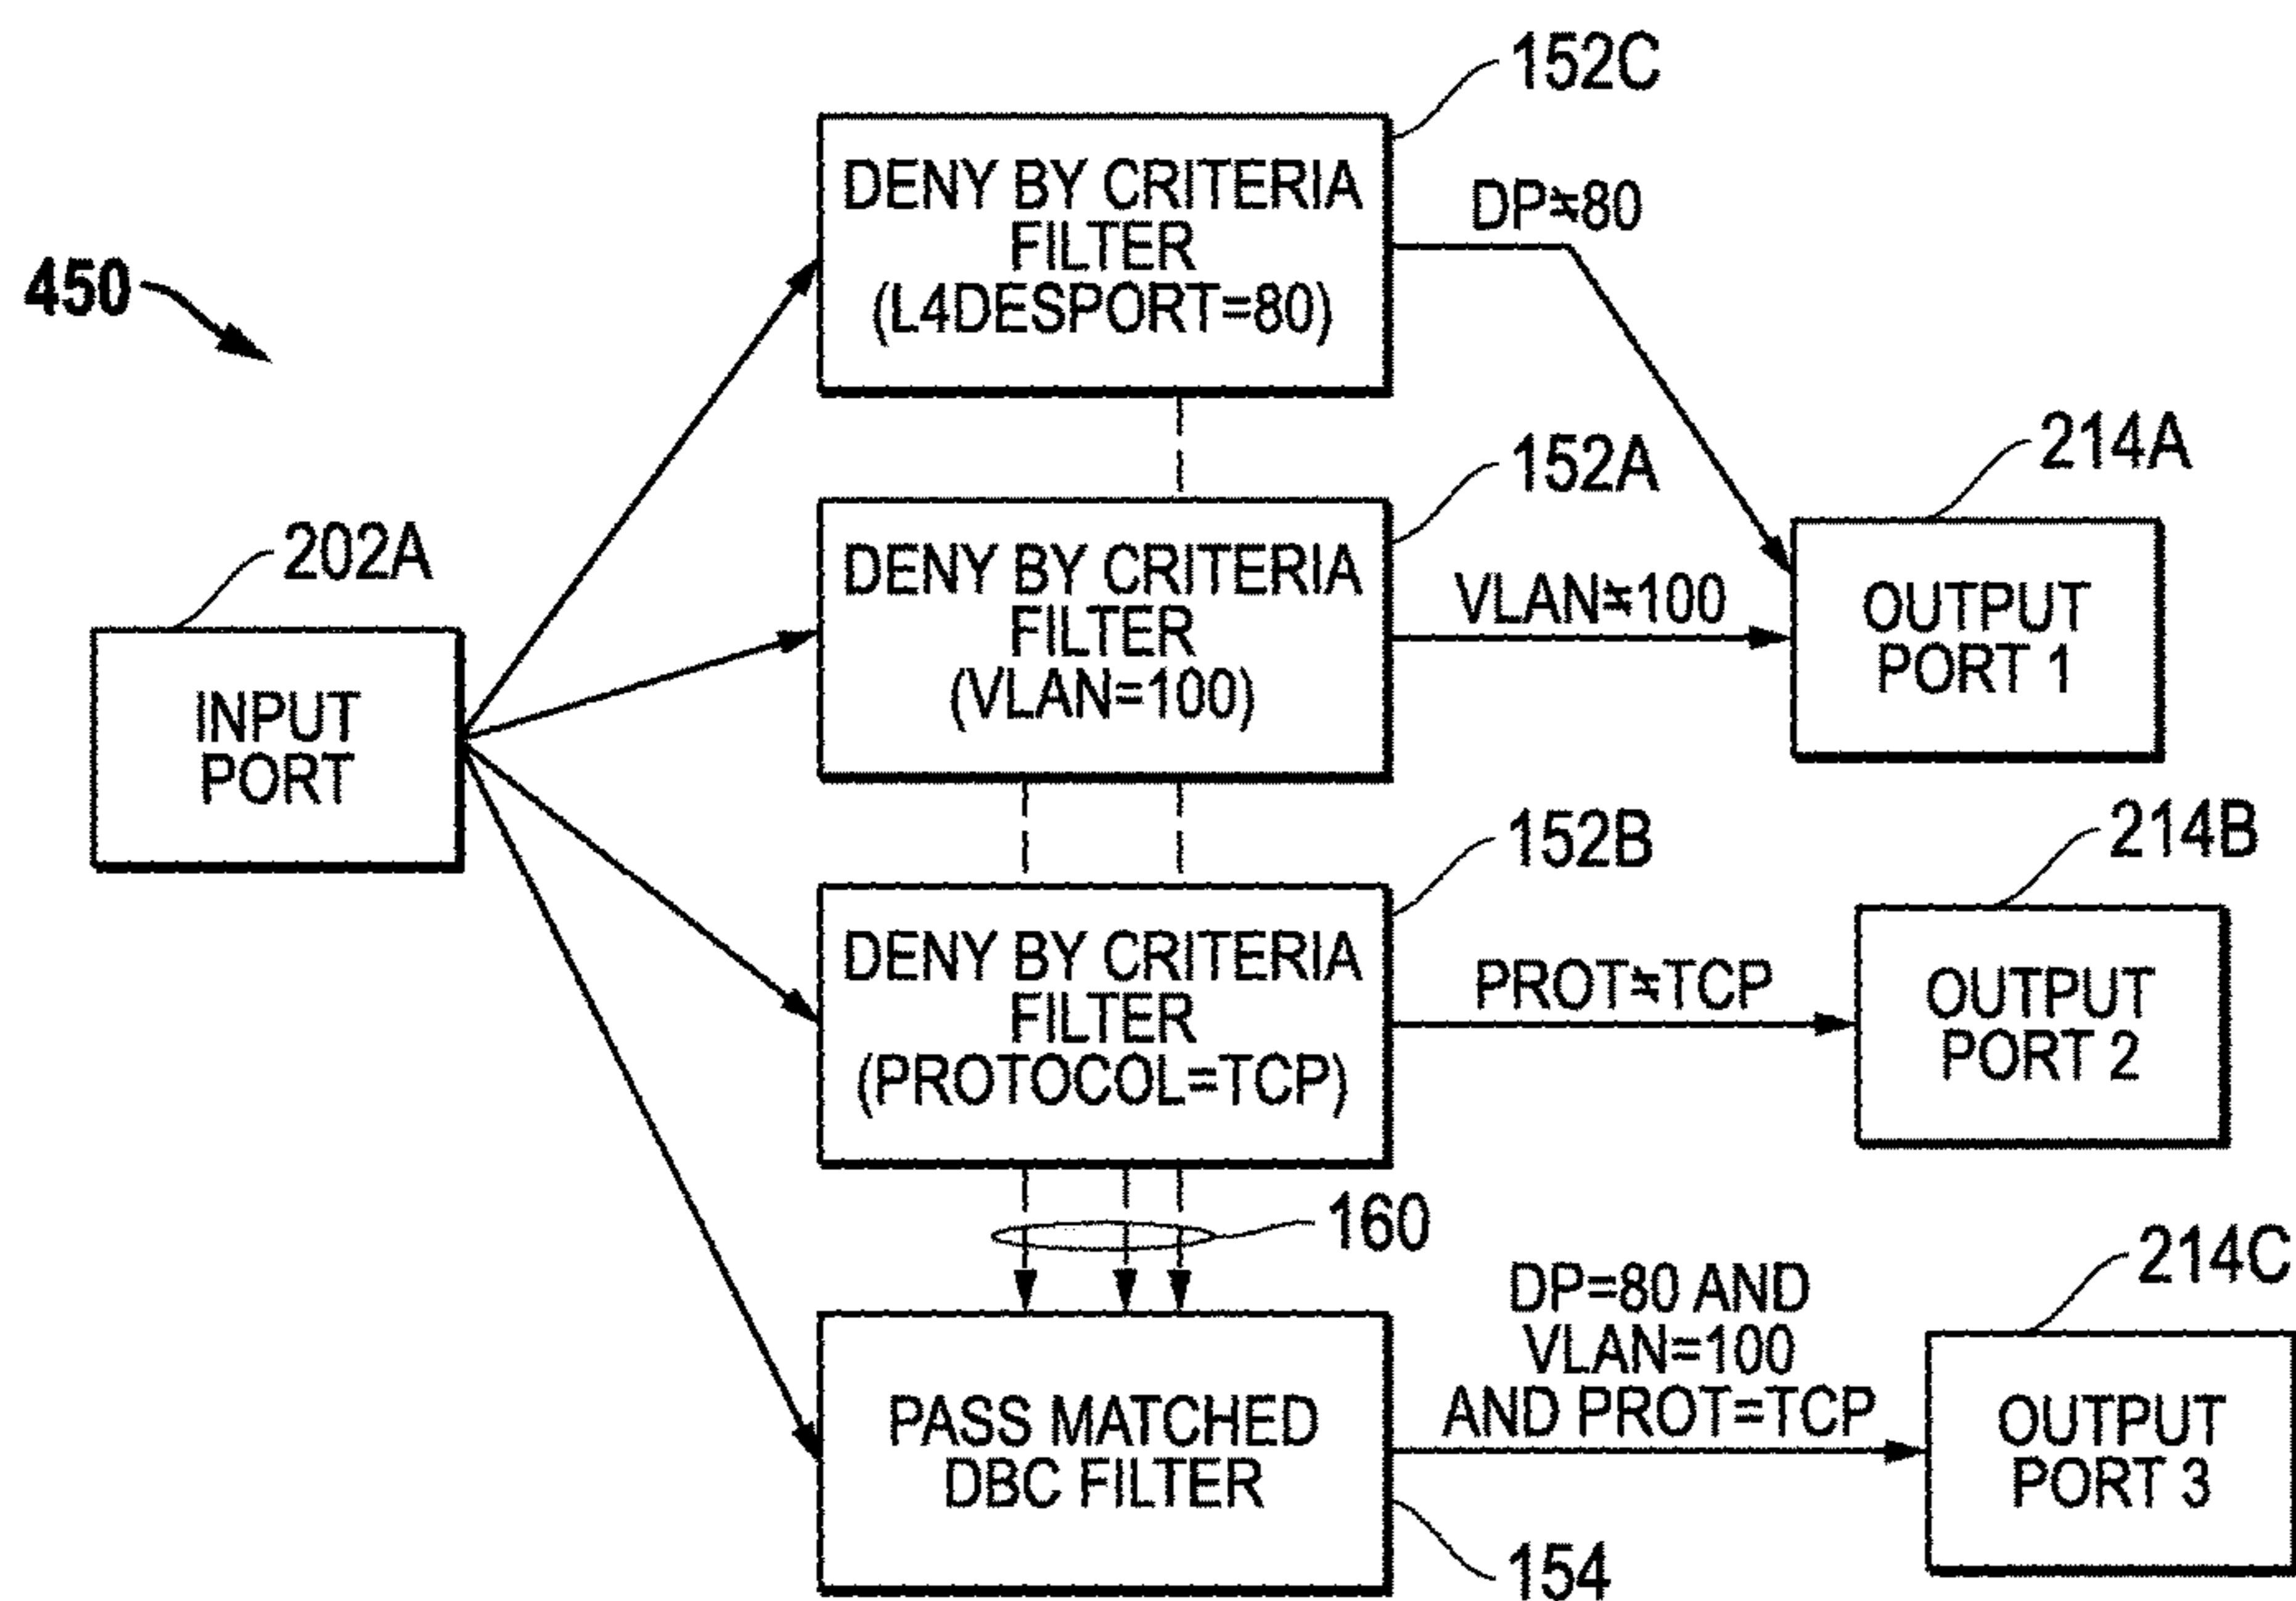 152C
DENY BY CRITERIA
FILTER
(L4DESPORT=80)
DP≠80
450
152A
214A
DENY BY CRITERIA
FILTER
(VLAN=100)
VLAN≠100
OUTPUT
PORT 1
202A
INPUT
PORT
152B
214B
DENY BY CRITERIA
FILTER
(PROTOCOL=TCP)
PROT≠TCP
OUTPUT
PORT 2
160
214C
DP=80 AND
VLAN=100
AND PROT=TCP
PASS MATCHED
DBC FILTER
OUTPUT
PORT 3
154